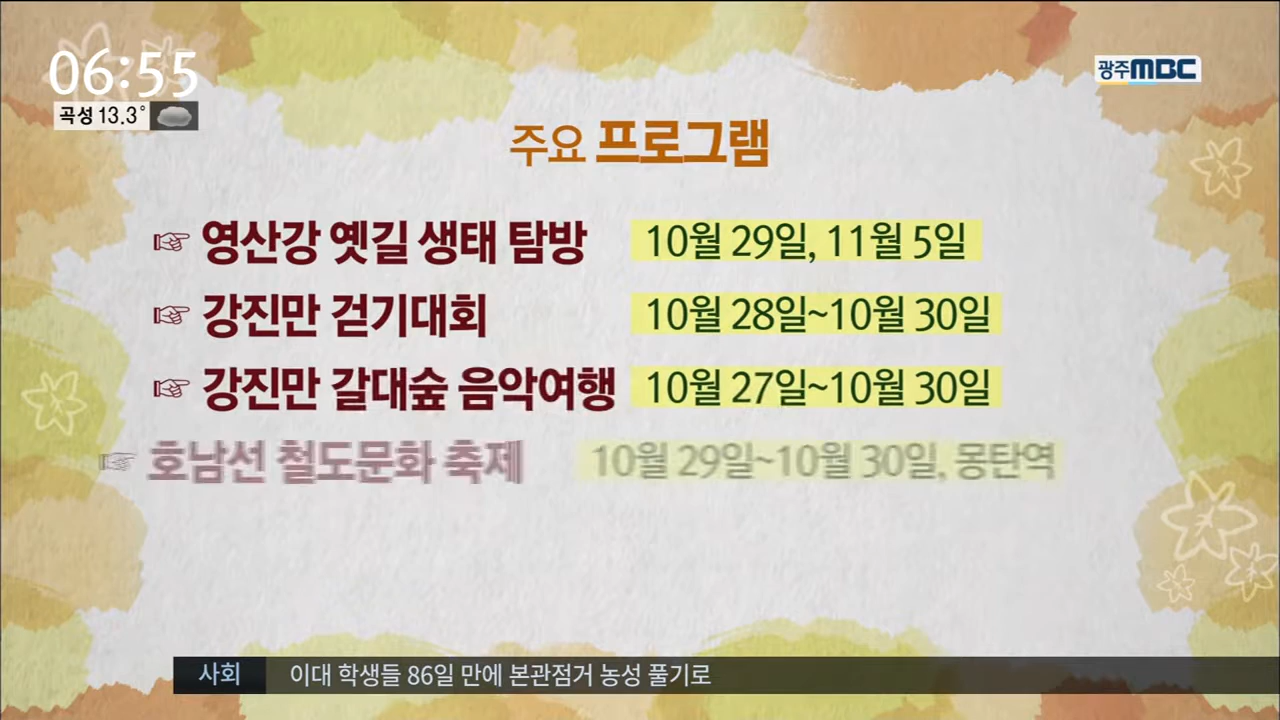 06:55
곡성 13.3°
광주MBC
주요 프로그램
☞ 영산강 옛길 생태 탐방 10월 29일, 11월 5일
☞ 강진만 걷기대회 10월 28일~10월 30일
☞ 강진만 갈대숲 음악여행 10월 27일~10월 30일
☞ 호남선 철도문화 축제 10월 29일~10월 30일, 몽탄역
사회 이대 학생들 86일 만에 본관점거 농성 풀기로